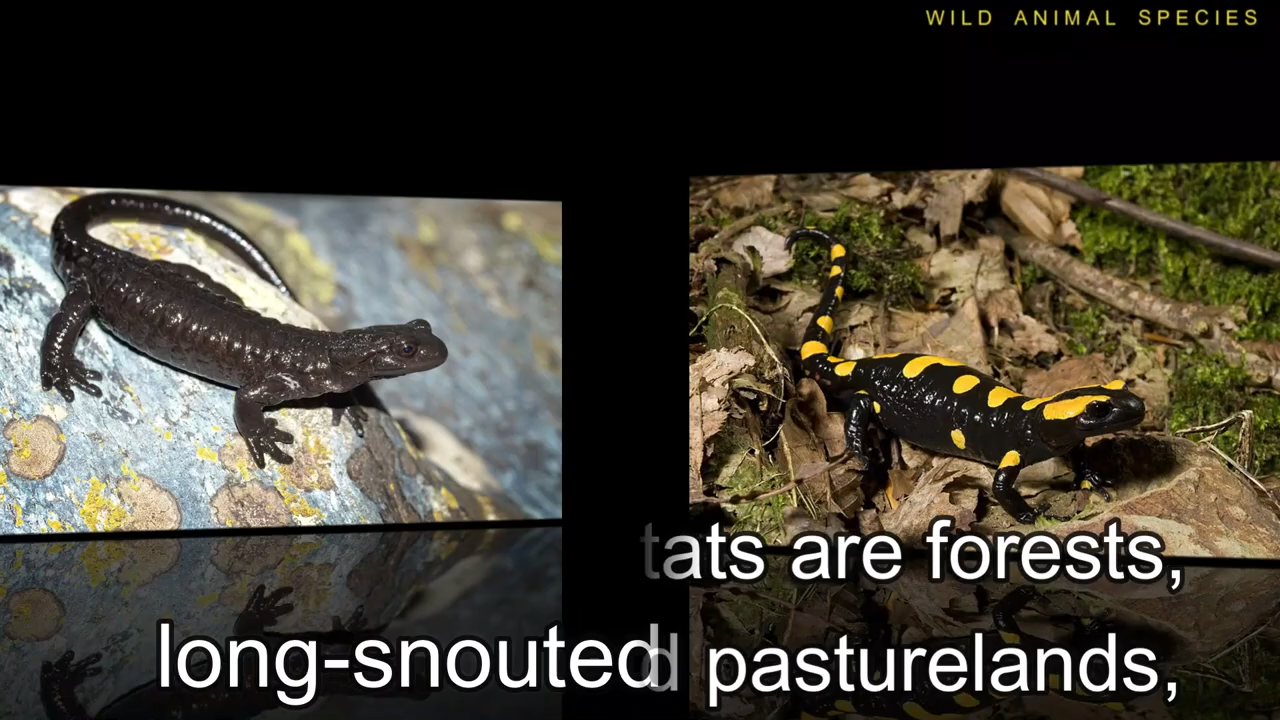 WILD ANIMAL SPECIES
tats are forests,
long-snouted
d pasturelands,